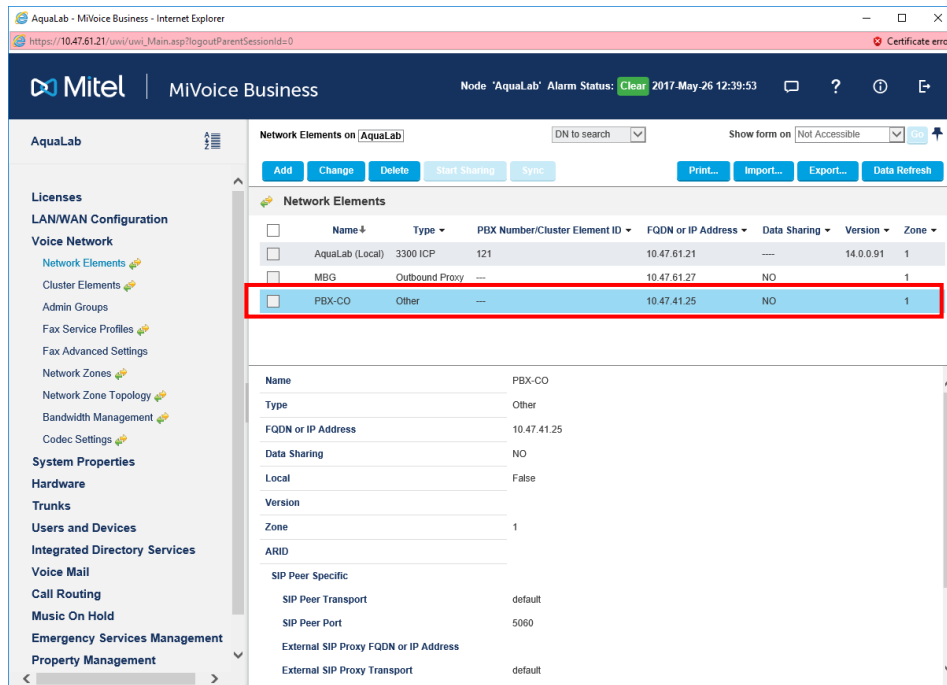 AquaLab - MiVoice Business - Internet Explorer
https://10.47.61.21/uwi/uwi_Main.asp?logoutParentSessionId=0 Certificate erro
Mitel | MiVoice Business Node 'AquaLab' Alarm Status: Clear 2017-May-26 12:39:53
AquaLab
Licenses
LAN/WAN Configuration
Voice Network
Network Elements
Cluster Elements
Admin Groups
Fax Service Profiles
Fax Advanced Settings
Network Zones
Network Zone Topology
Bandwidth Management
Codec Settings
System Properties
Hardware
Trunks
Users and Devices
Integrated Directory Services
Voice Mail
Call Routing
Music On Hold
Emergency Services Management
Property Management
Network Elements on AquaLab DN to search Show form on Not Accessible Go
Add Change Delete Start Sharing Sync Print... Import... Export... Data Refresh
Network Elements
Name Type PBX Number/Cluster Element ID FQDN or IP Address Data Sharing Version Zone
AquaLab (Local) 3300 ICP 121 10.47.61.21 ---- 14.0.0.91 1
MBG Outbound Proxy --- 10.47.61.27 NO 1
PBX-CO Other --- 10.47.41.25 NO 1
Name PBX-CO
Type Other
FQDN or IP Address 10.47.41.25
Data Sharing NO
Local False
Version
Zone 1
ARID
SIP Peer Specific
SIP Peer Transport default
SIP Peer Port 5060
External SIP Proxy FQDN or IP Address
External SIP Proxy Transport default